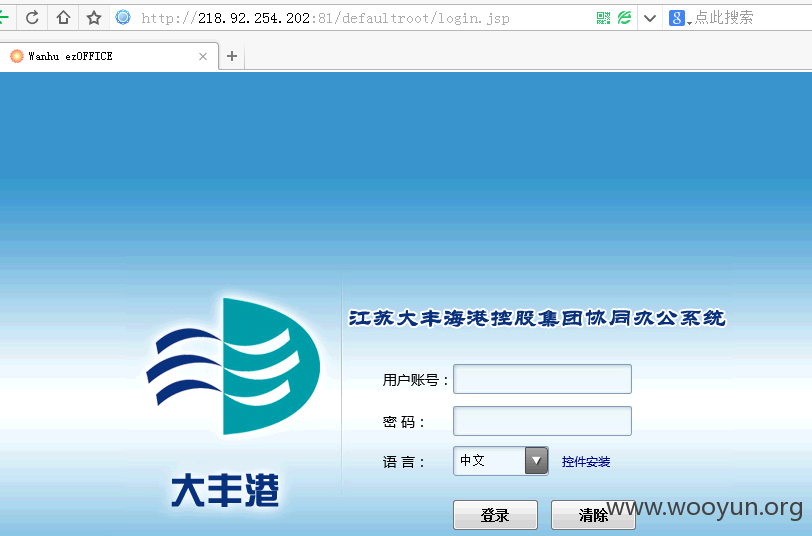 http://218.92.254.202:81/defaultroot/login.jsp
点此搜索
Wanhu ezOFFICE
江苏大丰海港控股集团协同办公系统
用户账号：
密 码：
语 言： 中文 控件安装
大丰港
登录 清除
www.wooyun.org